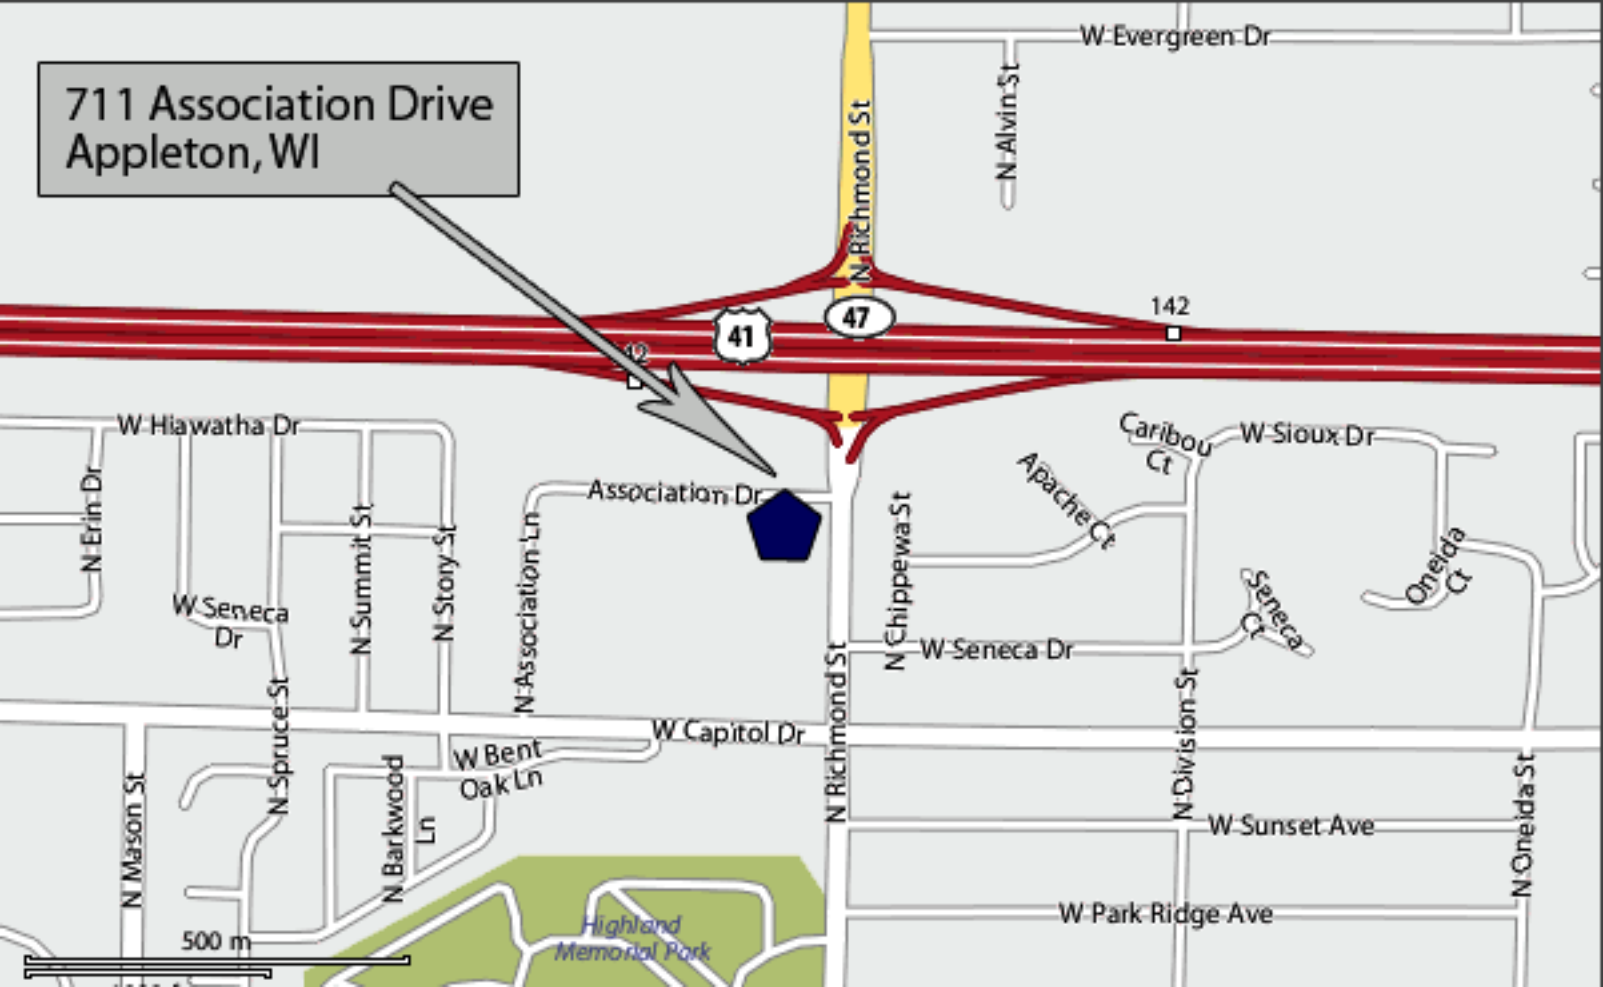 W Evergreen Dr
711 Association Drive
Appleton, WI
N Alvin St
N Richmond St
142
47
41
42
Caribou
Ct
W Sioux Dr
W Hiawatha Dr
Apache Ct
Association Dr
N Erin Dr
N Summit St
N Story St
N Association Ln
N Chippewa St
Oneida
Ct
Seneca
Ct
W Seneca
Dr
W Seneca Dr
N Richmond St
N Division St
N Spruce St
W Capitol Dr
W Bent
Oak Ln
N Mason St
N Barkwood
Ln
N Oneida St
W Sunset Ave
W Park Ridge Ave
Highland
Memorial Park
500 m